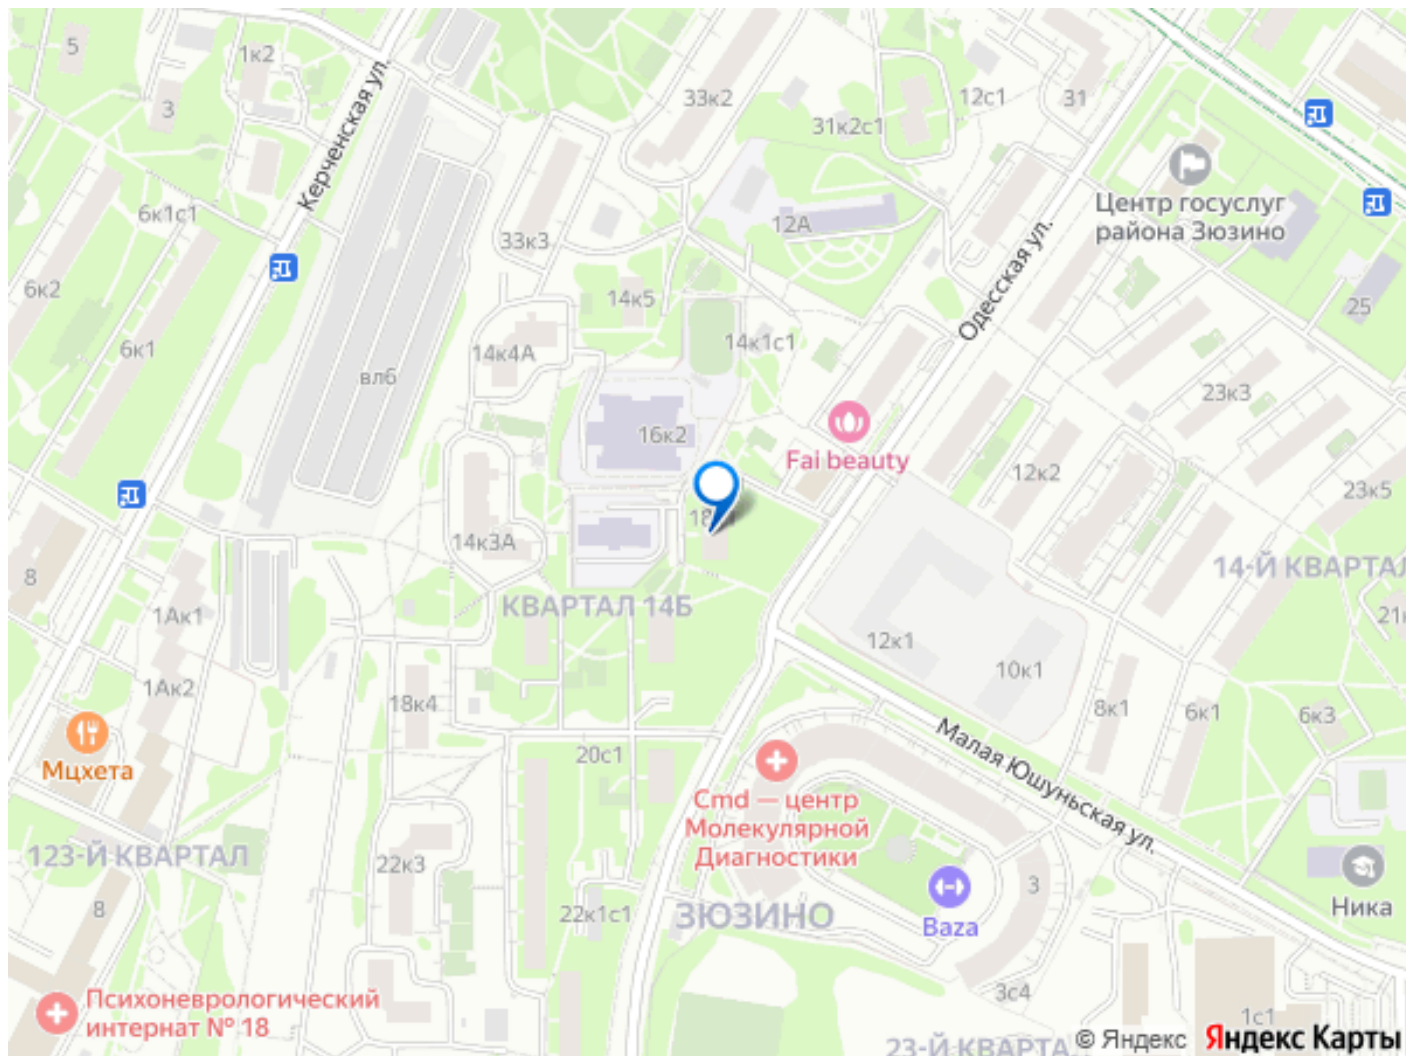 5
1к2
Керченская ул.
3
33к2
12с1
31
31к2с1
Центр госуслуг
района Зюзино
6к1с1
12А
33к3
Одесская ул.
6к2
14к5
25
6к1
14к4А
14к1с1
влб
23к3
16к2
Fai beauty
12к2
23к5
14к3А
14-Й КВАРТАЛ
8
КВАРТАЛ 14Б
1Ак1
12к1
10к1
1Ак2
18к4
8к1
6к1
6к3
Малая Юшуньская ул.
Мцхета
20с1
Cmd — центр
Молекулярной
Диагностики
123-Й КВАРТАЛ
22к3
3
8
22к1с1
ЗЮЗИНО
Baza
Ника
3с4
Психоневрологический
интернат № 18
1с1
23-Й КВАРТА
© Яндекс Яндекс Карты